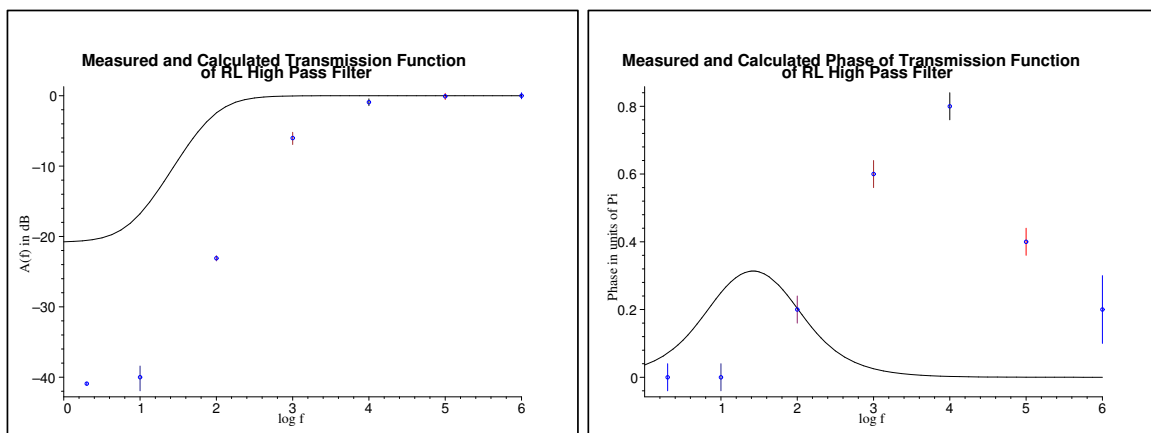 Measured and Calculated Transmission Function
of RL High Pass Filter
0
−10
−20
−30
−40
A(f) in dB
0 1 2 3 4 5 6
log f
Measured and Calculated Phase of Transmission Function
of RL High Pass Filter
0.8
0.6
0.4
0.2
0
Phase in units of Pi
1 2 3 4 5 6
log f